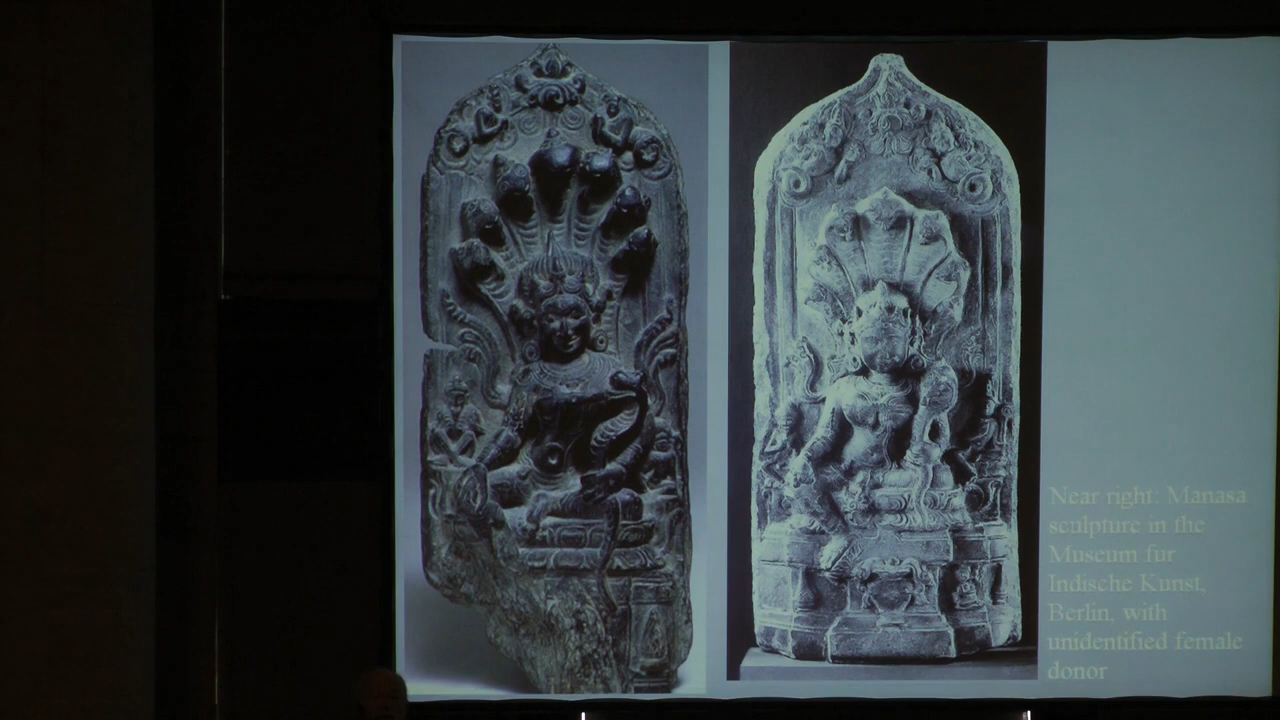 Near right: Manasa
sculpture in the
Museum fur
Indische Kunst,
Berlin, with
unidentified female
donor